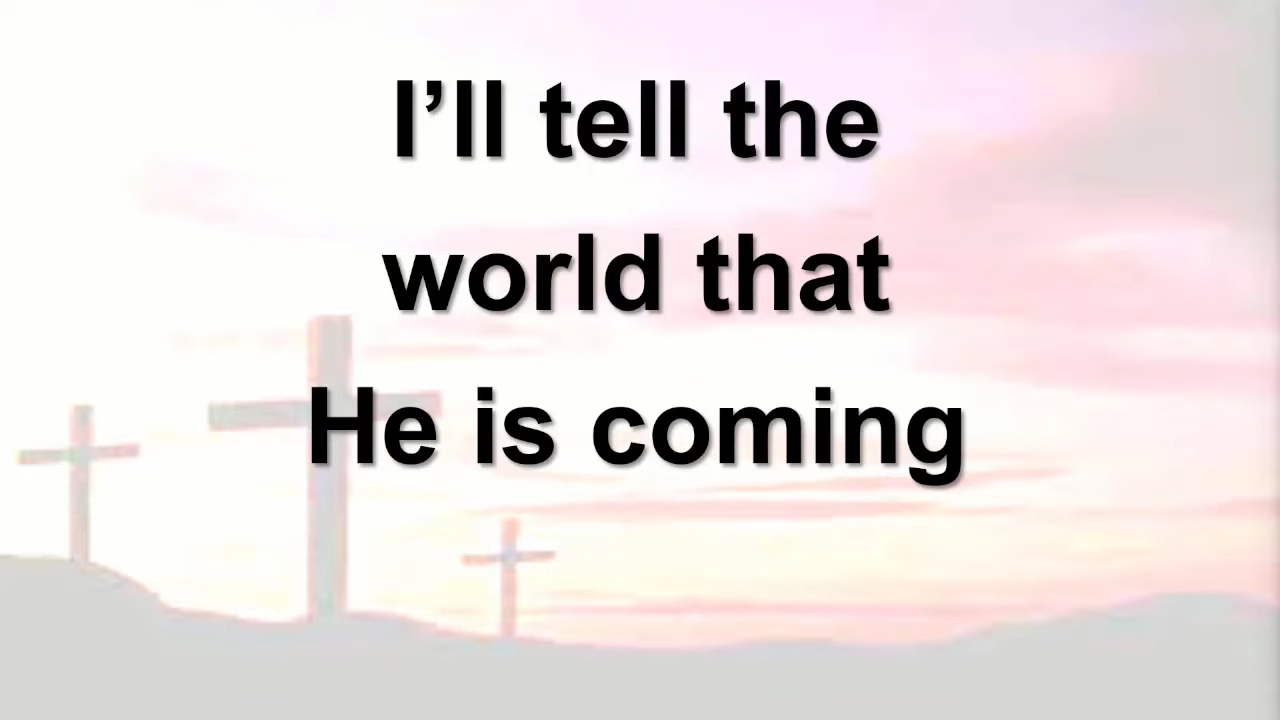 I’ll tell the
world that
He is coming